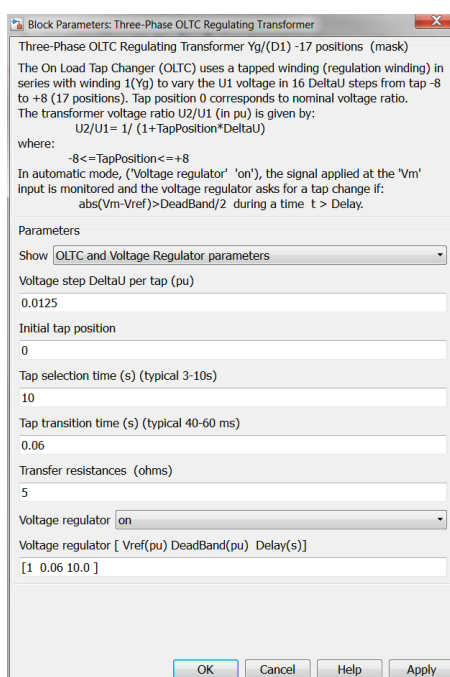 Block Parameters: Three-Phase OLTC Regulating Transformer
Three-Phase OLTC Regulating Transformer Yg/(D1) -17 positions (mask)
The On Load Tap Changer (OLTC) uses a tapped winding (regulation winding) in
series with winding 1(Yg) to vary the U1 voltage in 16 DeltaU steps from tap -8
to +8 (17 positions). Tap position 0 corresponds to nominal voltage ratio.
The transformer voltage ratio U2/U1 (in pu) is given by:
U2/U1= 1/ (1+TapPosition*DeltaU)
where:
-8<=TapPosition<=+8
In automatic mode, ('Voltage regulator' 'on'), the signal applied at the 'Vm'
input is monitored and the voltage regulator asks for a tap change if:
abs(Vm-Vref)>DeadBand/2 during a time t > Delay.
Parameters
Show OLTC and Voltage Regulator parameters
Voltage step DeltaU per tap (pu)
0.0125
Initial tap position
0
Tap selection time (s) (typical 3-10s)
10
Tap transition time (s) (typical 40-60 ms)
0.06
Transfer resistances (ohms)
5
Voltage regulator on
Voltage regulator [ Vref(pu) DeadBand(pu) Delay(s)]
[1 0.06 10.0 ]
OK Cancel Help Apply